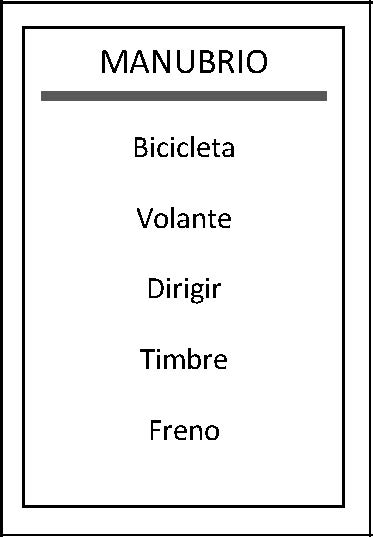 MANUBRIO
Bicicleta
Volante
Dirigir
Timbre
Freno